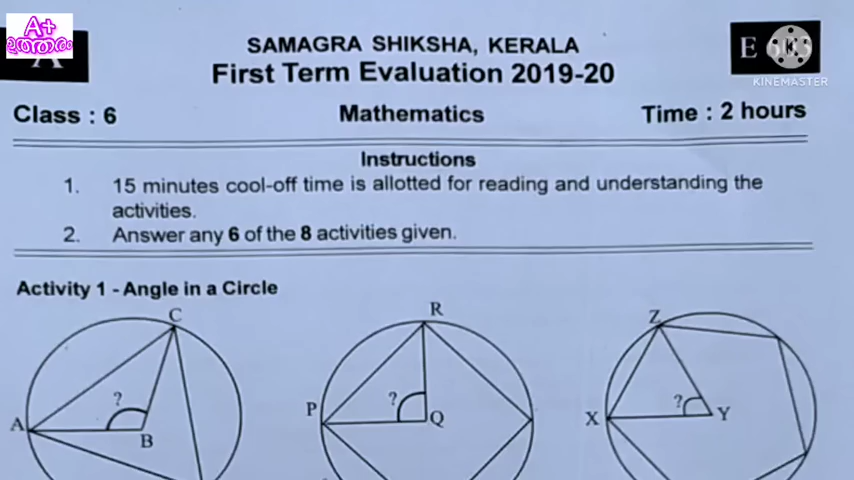 A+
SAMAGRA SHIKSHA, KERALA
First Term Evaluation 2019-20
KINEMASTER
Class : 6
Mathematics
Time : 2 hours
Instructions
1. 15 minutes cool-off time is allotted for reading and understanding the
activities.
2. Answer any 6 of the 8 activities given.
Activity 1 - Angle in a Circle
C
?
A
B
R
?
P
Q
Z
?
X
Y